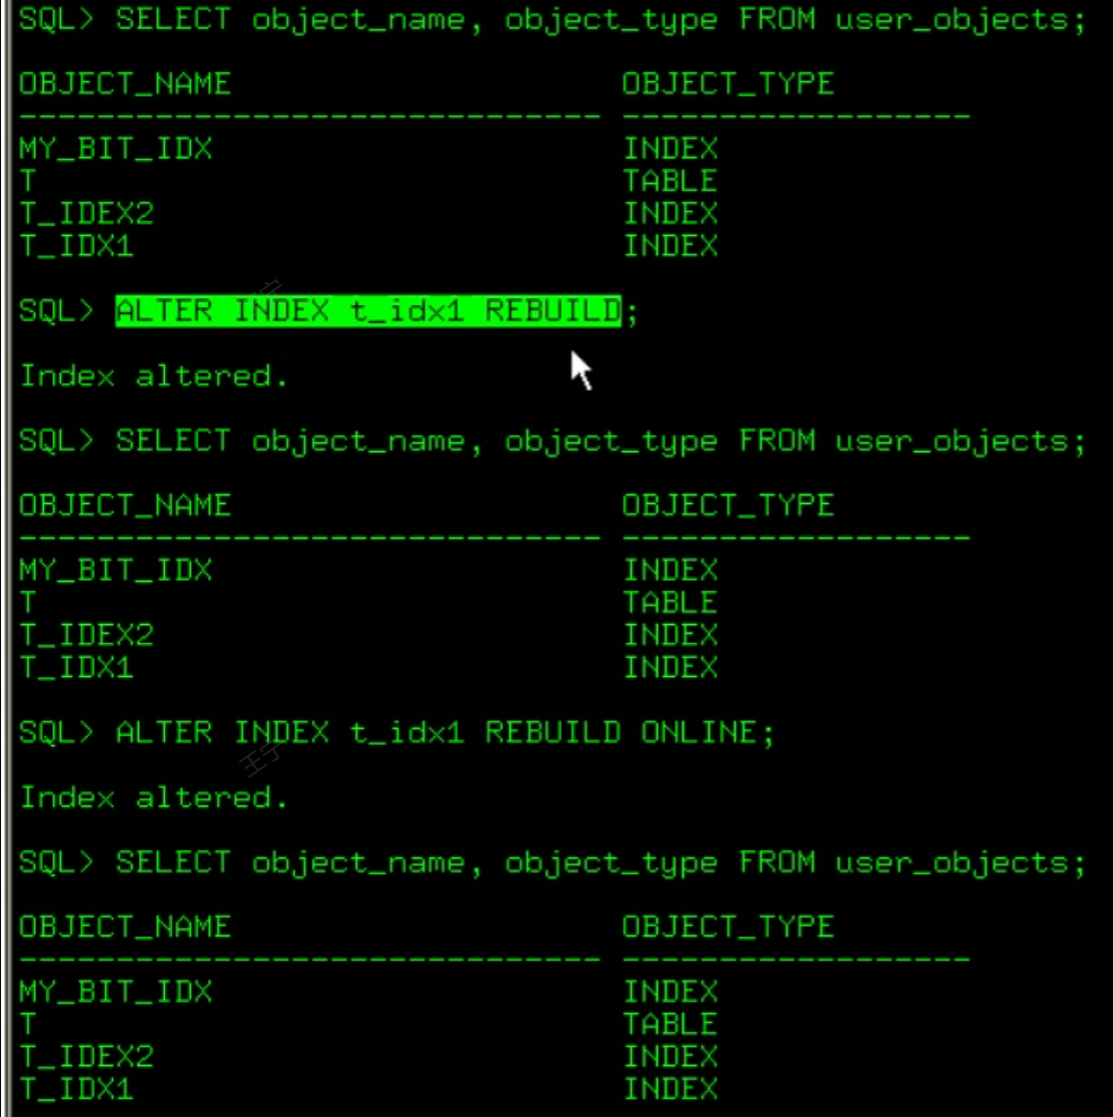 SQL> SELECT object_name, object_type FROM user_objects;
OBJECT_NAME                    OBJECT_TYPE
------------------------------ ------------------
MY_BIT_IDX                     INDEX
T                              TABLE
T_IDEX2                        INDEX
T_IDX1                         INDEX
SQL> ALTER INDEX t_idx1 REBUILD;
Index altered.
SQL> SELECT object_name, object_type FROM user_objects;
OBJECT_NAME                    OBJECT_TYPE
------------------------------ ------------------
MY_BIT_IDX                     INDEX
T                              TABLE
T_IDEX2                        INDEX
T_IDX1                         INDEX
SQL> ALTER INDEX t_idx1 REBUILD ONLINE;
王宁
Index altered.
SQL> SELECT object_name, object_type FROM user_objects;
OBJECT_NAME                    OBJECT_TYPE
------------------------------ ------------------
MY_BIT_IDX                     INDEX
T                              TABLE
T_IDEX2                        INDEX
T_IDX1                         INDEX